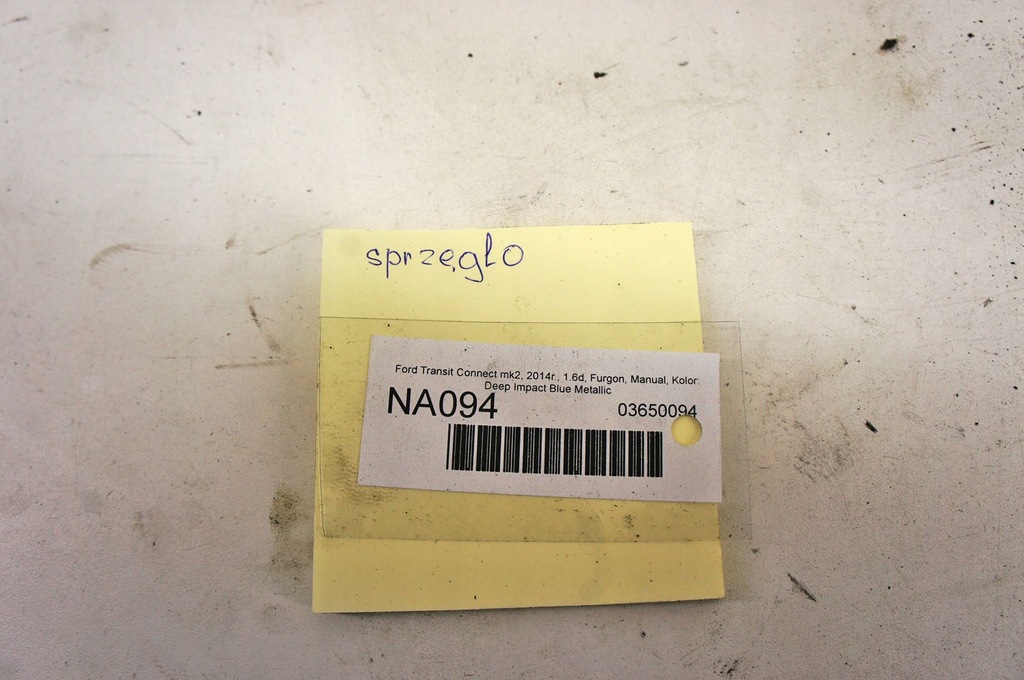 sprzęgło
Ford Transit Connect mk2, 2014r., 1.6d, Furgon, Manual, Kolor:
Deep Impact Blue Metallic
NA094
03650094